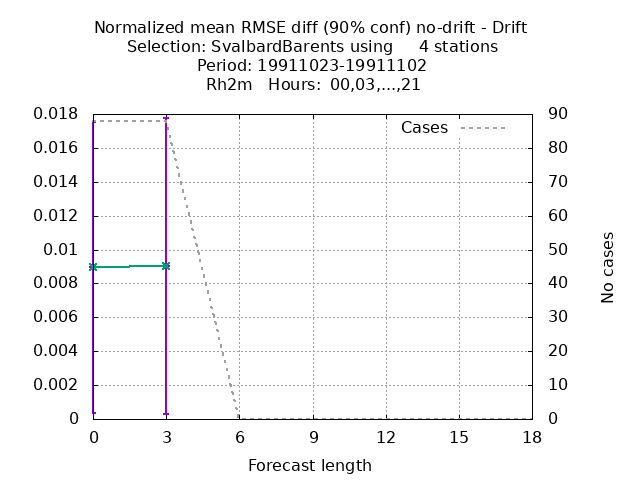 Normalized mean RMSE diff (90% conf) no-drift - Drift
Selection: SvalbardBarents using     4 stations
Period: 19911023-19911102
Rh2m   Hours:  00,03,...,21
Cases
0.018
0.016
0.014
0.012
0.01
0.008
0.006
0.004
0.002
0
90
80
70
60
50
40
30
20
10
0
No cases
0 3 6 9 12 15 18
Forecast length